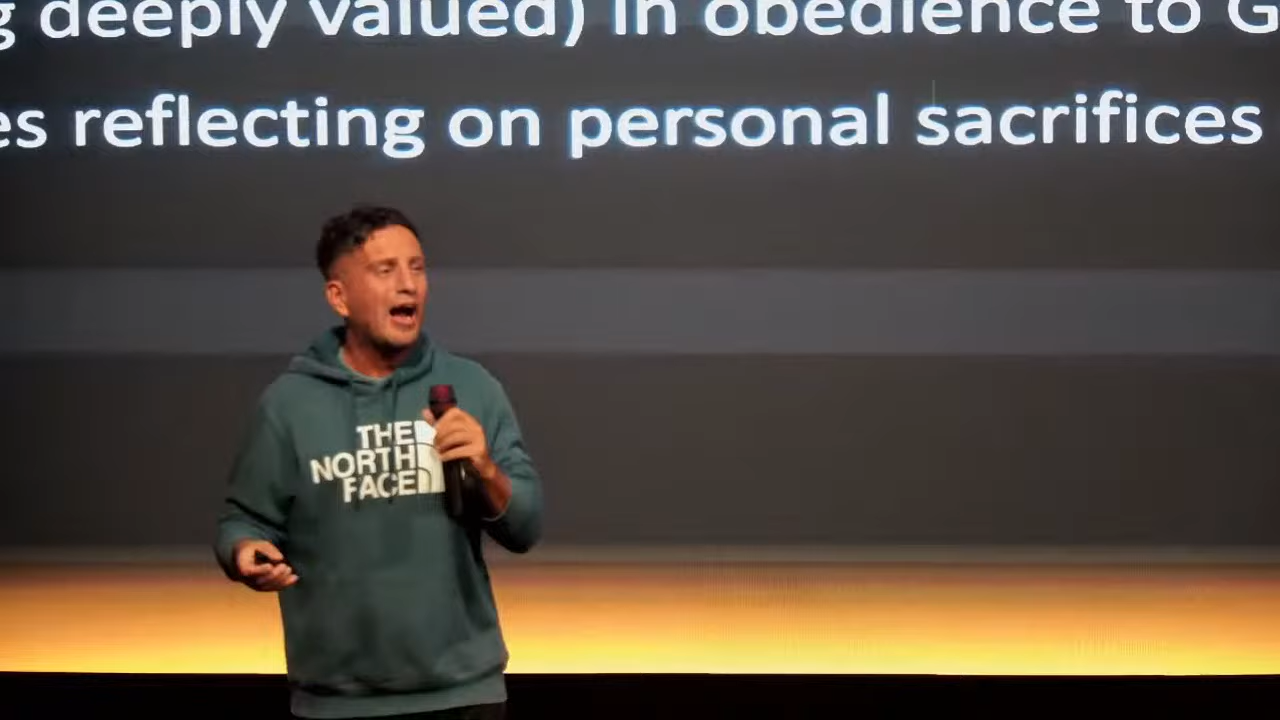 deeply valued) in obedience to G
reflecting on personal sacrifices
THE
NORTH
FACE